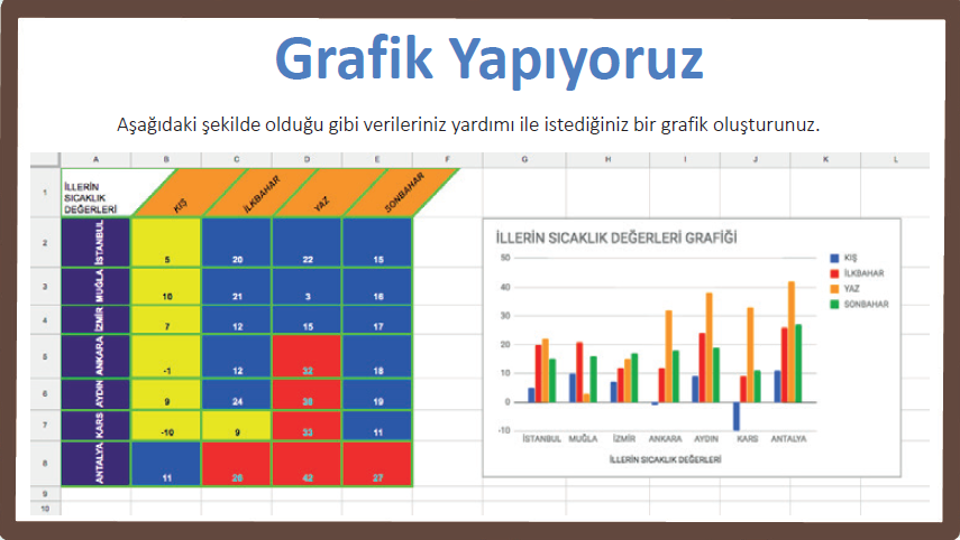 Grafik Yapıyoruz
Aşağıdaki şekilde olduğu gibi verileriniz yardımı ile istediğiniz bir grafik oluşturunuz.
A B C D E F G H I J K L
1 İLLERİN SICAKLIK DEĞERLERİ KIŞ İLKBAHAR YAZ SONBAHAR
2 İSTANBUL 5 20 22 15
3 MUĞLA 10 21 3 16
4 İZMİR 7 12 15 17
5 ANKARA -1 12 32 18
6 AYDIN 9 24 38 19
7 KARS -10 9 33 11
8 ANTALYA 11 26 42 27
9
10
İLLERİN SICAKLIK DEĞERLERİ GRAFİĞİ
50
40
30
20
10
0
-10
İSTANBUL MUĞLA İZMİR ANKARA AYDIN KARS ANTALYA
İLLERİN SICAKLIK DEĞERLERİ
KIŞ
İLKBAHAR
YAZ
SONBAHAR